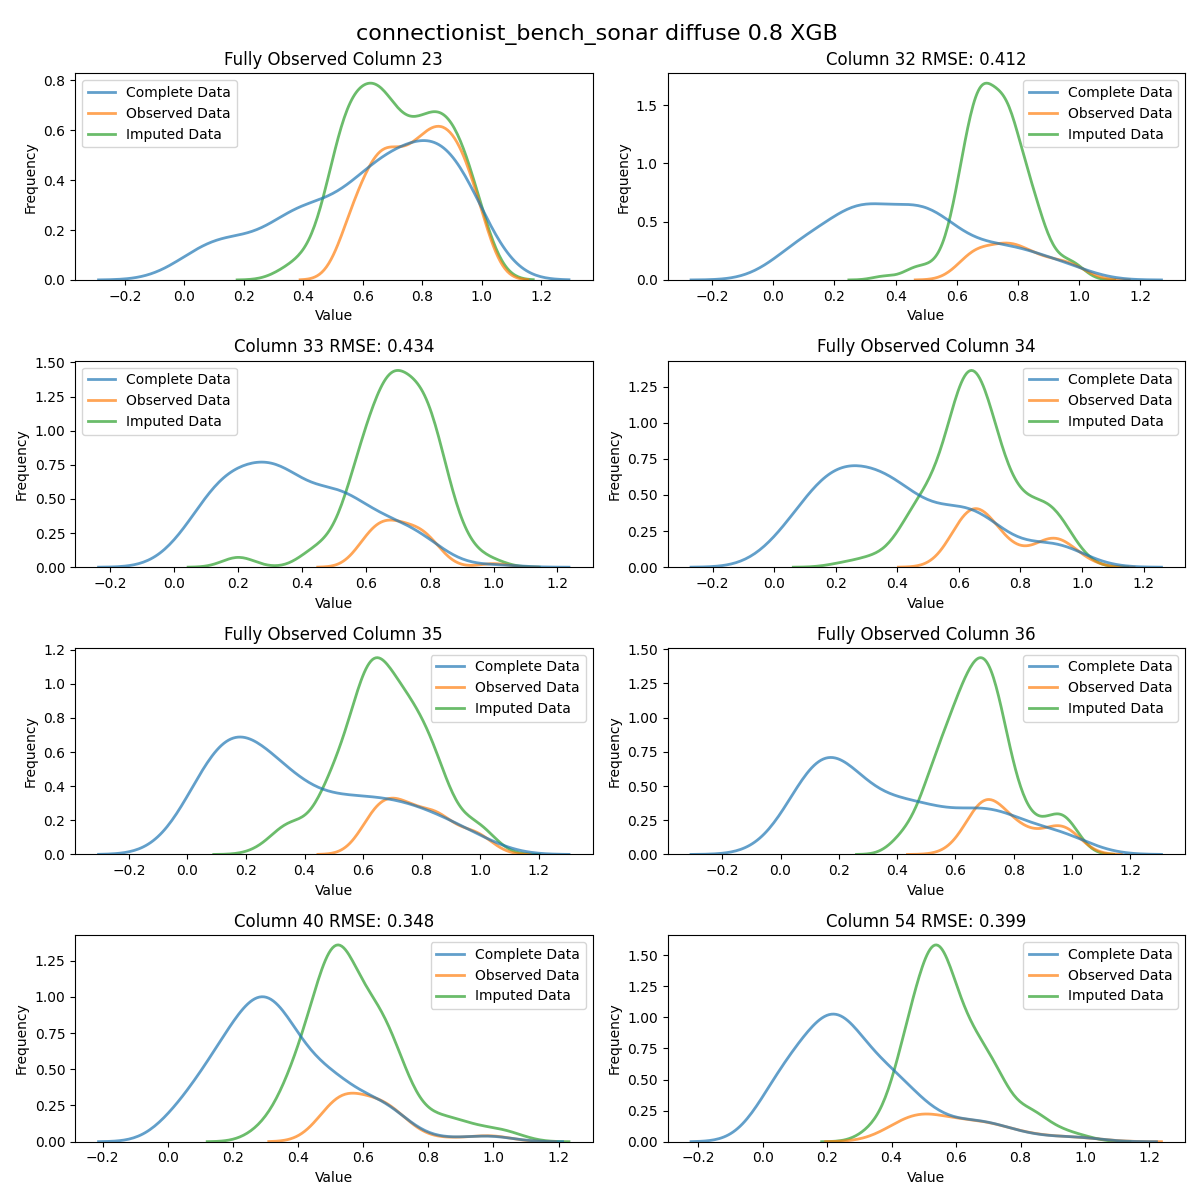 connectionist_bench_sonar diffuse 0.8 XGB
Fully Observed Column 23
Complete Data
Observed Data
Imputed Data
Frequency
0.8
0.6
0.4
0.2
0.0
−0.2 0.0 0.2 0.4 0.6 0.8 1.0 1.2
Value
Column 32 RMSE: 0.412
Complete Data
Observed Data
Imputed Data
Frequency
1.5
1.0
0.5
0.0
−0.2 0.0 0.2 0.4 0.6 0.8 1.0 1.2
Value
Column 33 RMSE: 0.434
Complete Data
Observed Data
Imputed Data
Frequency
1.50
1.25
1.00
0.75
0.50
0.25
0.00
−0.2 0.0 0.2 0.4 0.6 0.8 1.0 1.2
Value
Fully Observed Column 34
Complete Data
Observed Data
Imputed Data
Frequency
1.25
1.00
0.75
0.50
0.25
0.00
−0.2 0.0 0.2 0.4 0.6 0.8 1.0 1.2
Value
Fully Observed Column 35
Complete Data
Observed Data
Imputed Data
Frequency
1.2
1.0
0.8
0.6
0.4
0.2
0.0
−0.2 0.0 0.2 0.4 0.6 0.8 1.0 1.2
Value
Fully Observed Column 36
Complete Data
Observed Data
Imputed Data
Frequency
1.50
1.25
1.00
0.75
0.50
0.25
0.00
−0.2 0.0 0.2 0.4 0.6 0.8 1.0 1.2
Value
Column 40 RMSE: 0.348
Complete Data
Observed Data
Imputed Data
Frequency
1.25
1.00
0.75
0.50
0.25
0.00
−0.2 0.0 0.2 0.4 0.6 0.8 1.0 1.2
Value
Column 54 RMSE: 0.399
Complete Data
Observed Data
Imputed Data
Frequency
1.50
1.25
1.00
0.75
0.50
0.25
0.00
−0.2 0.0 0.2 0.4 0.6 0.8 1.0 1.2
Value